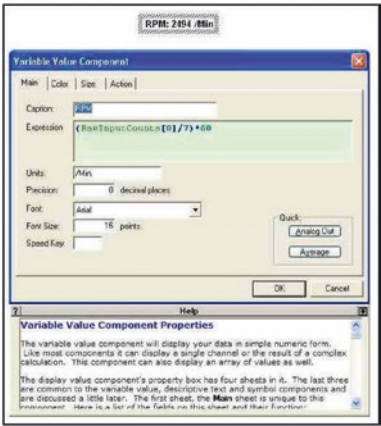 RPM: 2494 /Min
Variable Value Component
Main Color Size Action
Caption: RPM
Expression (RawInputCounts[0]/7)*60
Units: /Min
Precision: 0 decimal places
Font: Arial
Font Size: 16 points
Speed Key:
Quick:
Analog Out
Average
OK Cancel
? Help
Variable Value Component Properties
The variable value component will display your data in simple numeric form.
Like most components it can display a single channel or the result of a complex
calculation. This component can also display an array of values as well.
The display value component's property box has four sheets in it. The last three
are common to the variable value, descriptive text and symbol components and
are discussed a little later. The first sheet, the Main sheet is unique to this
component. Here is a list of the fields on this sheet and their function: